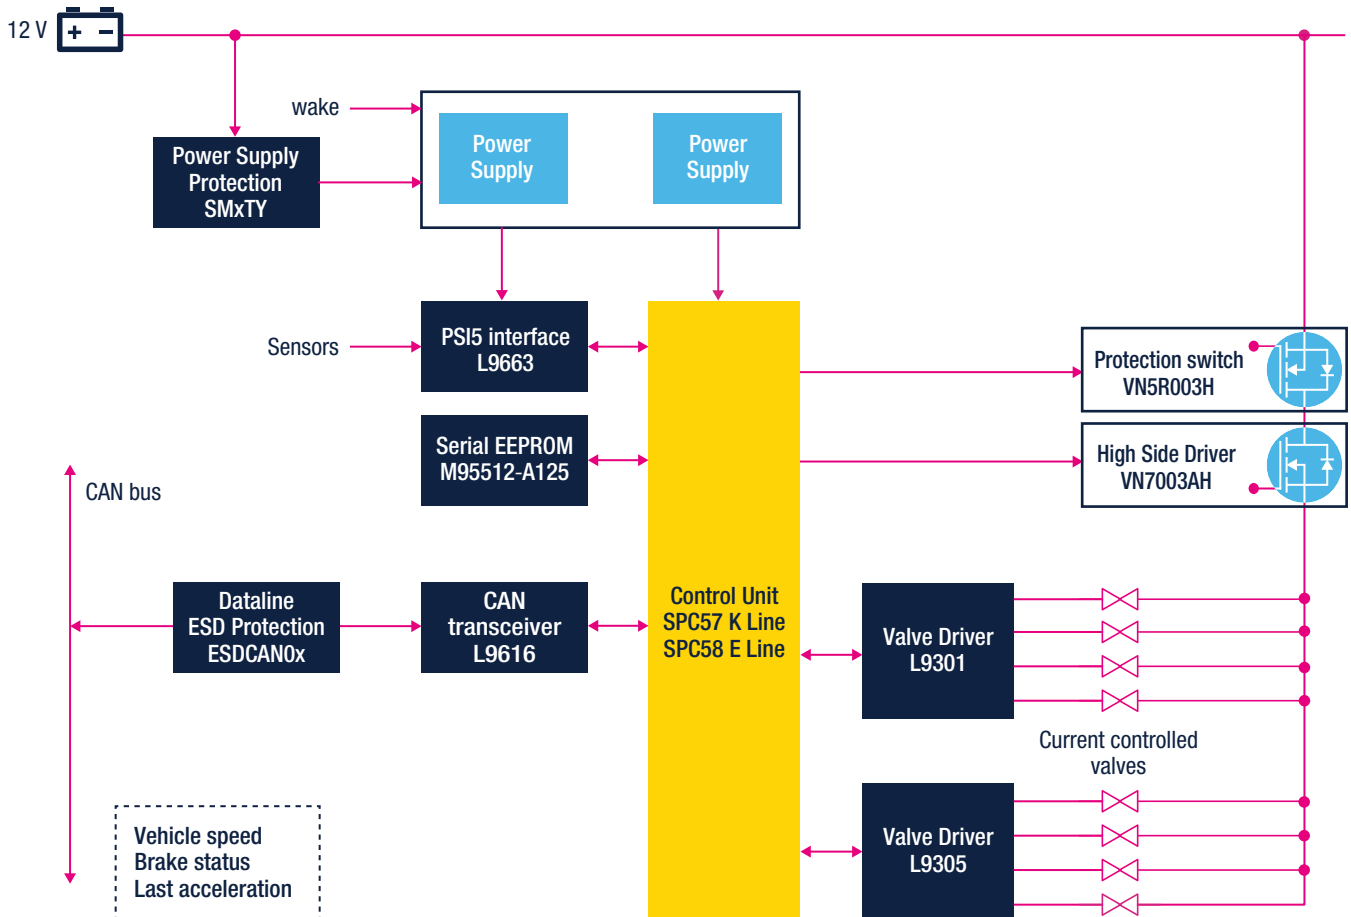 12 V
+ −
wake
Power Supply
Protection
SMxTY
Power
Supply
Power
Supply
Sensors
PSI5 interface
L9663
Protection switch
VN5R003H
Serial EEPROM
M95512-A125
High Side Driver
VN7003AH
CAN bus
Dataline
ESD Protection
ESDCAN0x
CAN
transceiver
L9616
Control Unit
SPC57 K Line
SPC58 E Line
Valve Driver
L9301
Current controlled
valves
Valve Driver
L9305
Vehicle speed
Brake status
Last acceleration